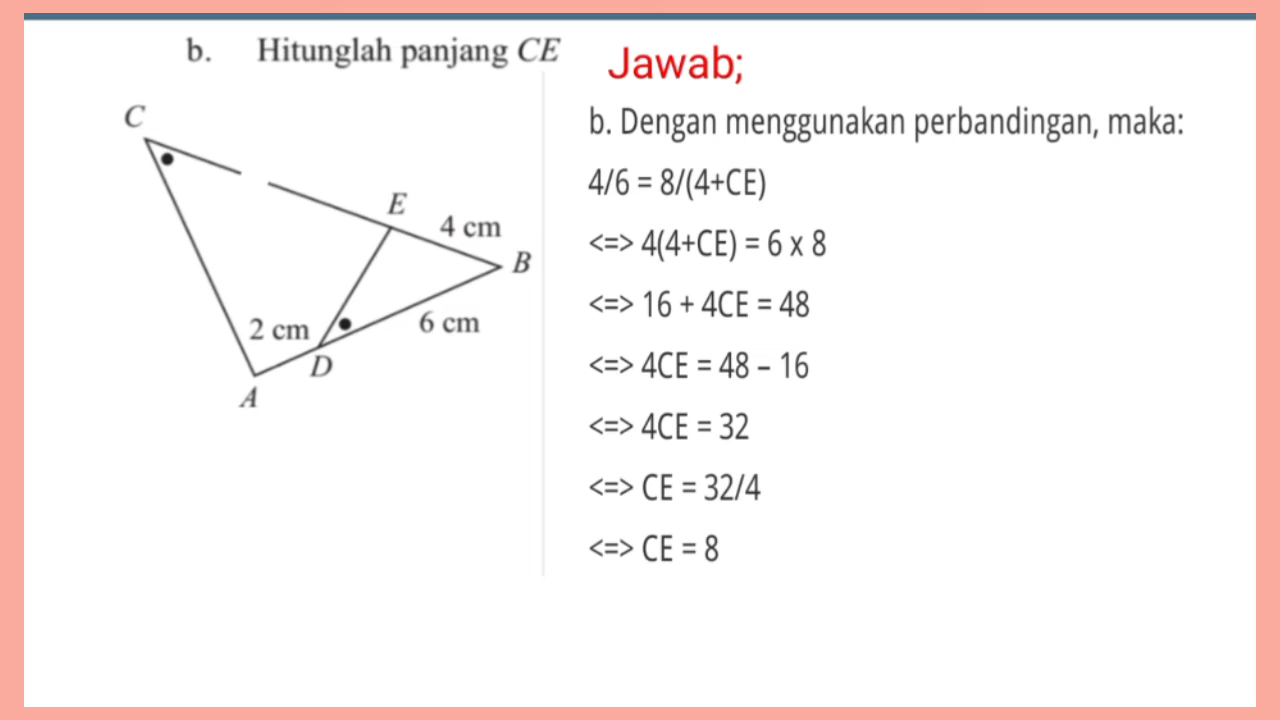 b. Hitunglah panjang CE
C
E
4 cm
B
2 cm
6 cm
D
A
Jawab;
b. Dengan menggunakan perbandingan, maka:
4/6 = 8/(4+CE)
<=> 4(4+CE) = 6 x 8
<=> 16 + 4CE = 48
<=> 4CE = 48 – 16
<=> 4CE = 32
<=> CE = 32/4
<=> CE = 8